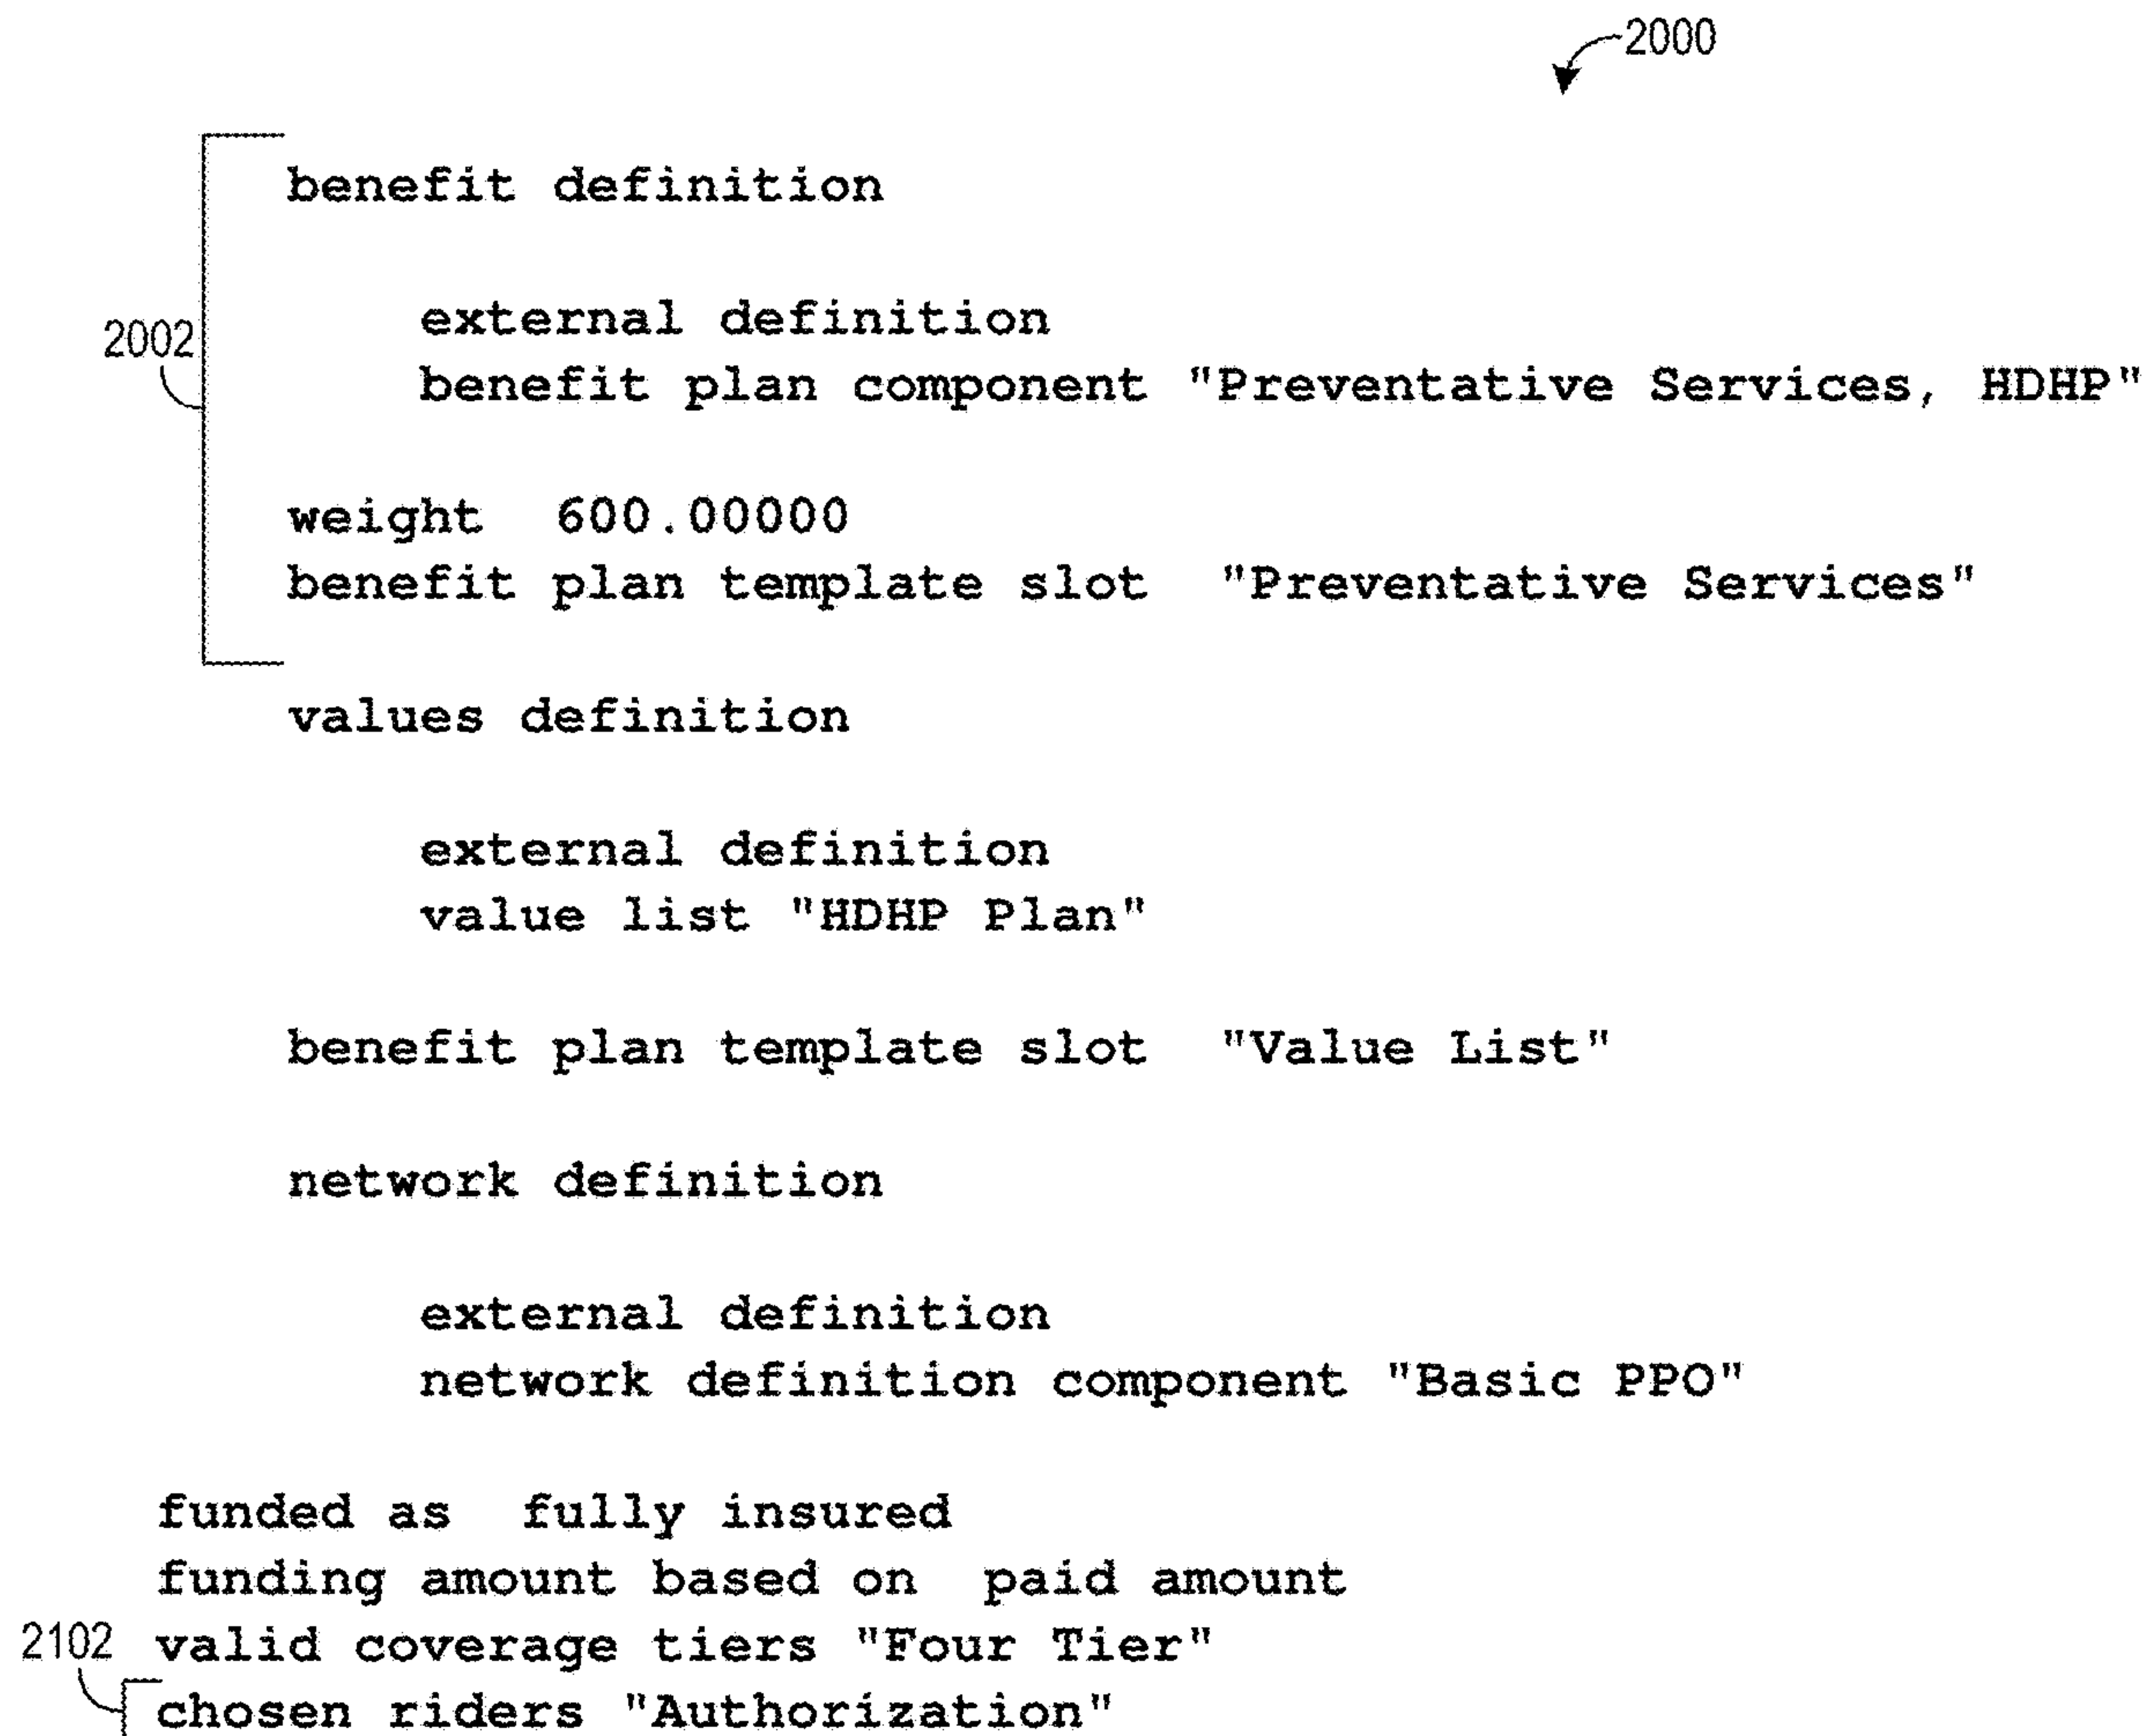 2000
benefit definition
external definition
2002
benefit plan component "Preventative Services, HDHP"
weight 600.00000
benefit plan template slot "Preventative Services"
values definition
external definition
value list "HDHP Plan"
benefit plan template slot "Value List"
network definition
external definition
network definition component "Basic PPO"
funded as fully insured
funding amount based on paid amount
2102 valid coverage tiers "Four Tier"
chosen riders "Authorization"